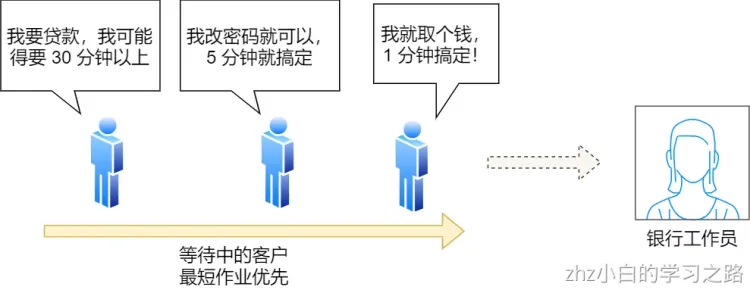 我要贷款，我可能
得要 30 分钟以上
我改密码就可以，
5 分钟就搞定
我就取个钱，
1 分钟搞定！
银行工作员
等待中的客户
最短作业优先
zhz小白的学习之路